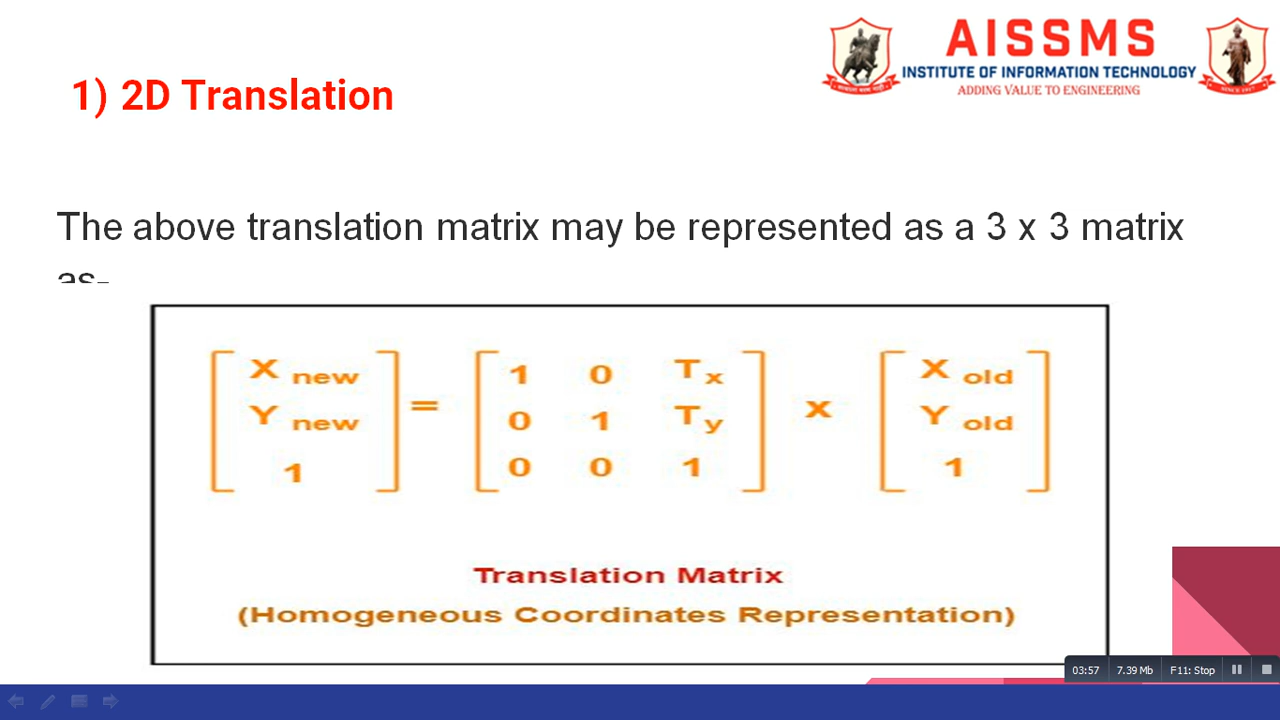 AISSMS
INSTITUTE OF INFORMATION TECHNOLOGY
ADDING VALUE TO ENGINEERING
SINCE 1917
1) 2D Translation
The above translation matrix may be represented as a 3 x 3 matrix
as-
X new 1 0 Tx X old
Y new = 0 1 Ty x Y old
1 0 0 1 1
Translation Matrix
(Homogeneous Coordinates Representation)
03:57 7.39 Mb F11: Stop